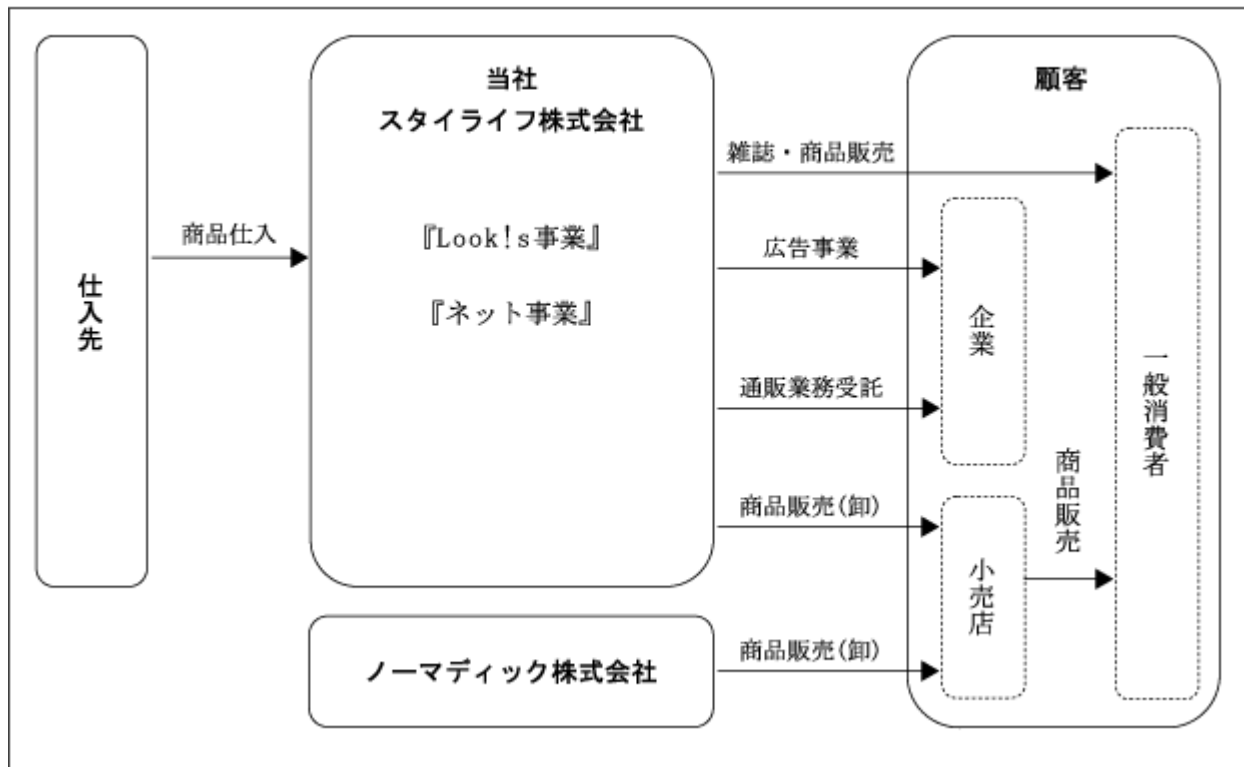 仕入先
商品仕入
当社
スタイライフ株式会社
『Look!s事業』
『ネット事業』
ノーマディック株式会社
雑誌・商品販売
広告事業
通販業務受託
商品販売(卸)
商品販売(卸)
顧客
企業
小売店
商品販売
一般消費者